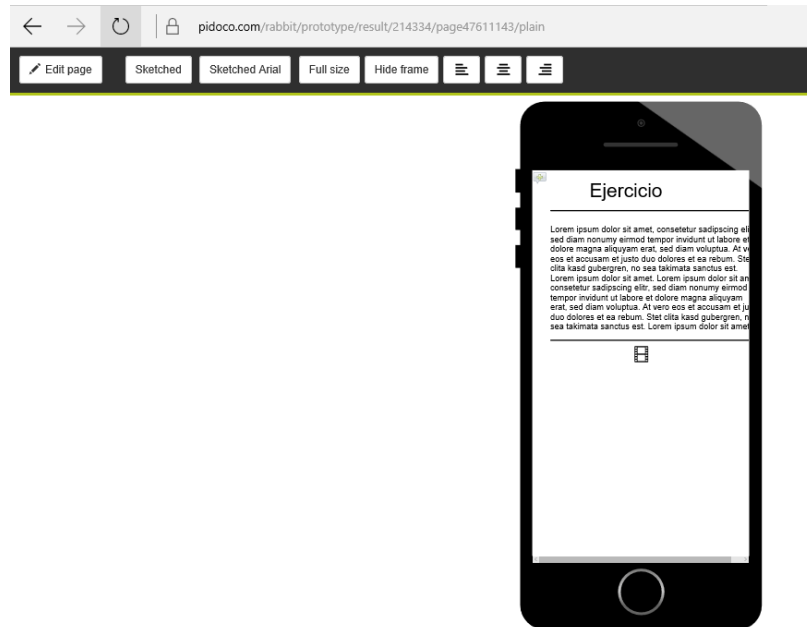 pidoco.com/rabbit/prototype/result/214334/page47611143/plain
Edit page Sketched Sketched Arial Full size Hide frame
Ejercicio
Lorem ipsum dolor sit amet, consetetur sadipscing eli
sed diam nonumy eirmod tempor invidunt ut labore et
dolore magna aliquyam erat, sed diam voluptua. At v
eos et accusam et justo duo dolores et ea rebum. Ste
clita kasd gubergren, no sea takimata sanctus est.
Lorem ipsum dolor sit amet. Lorem ipsum dolor sit am
consetetur sadipscing elitr, sed diam nonumy eirmod
tempor invidunt ut labore et dolore magna aliquyam
erat, sed diam voluptua. At vero eos et accusam et ju
duo dolores et ea rebum. Stet clita kasd gubergren, n
sea takimata sanctus est. Lorem ipsum dolor sit amet